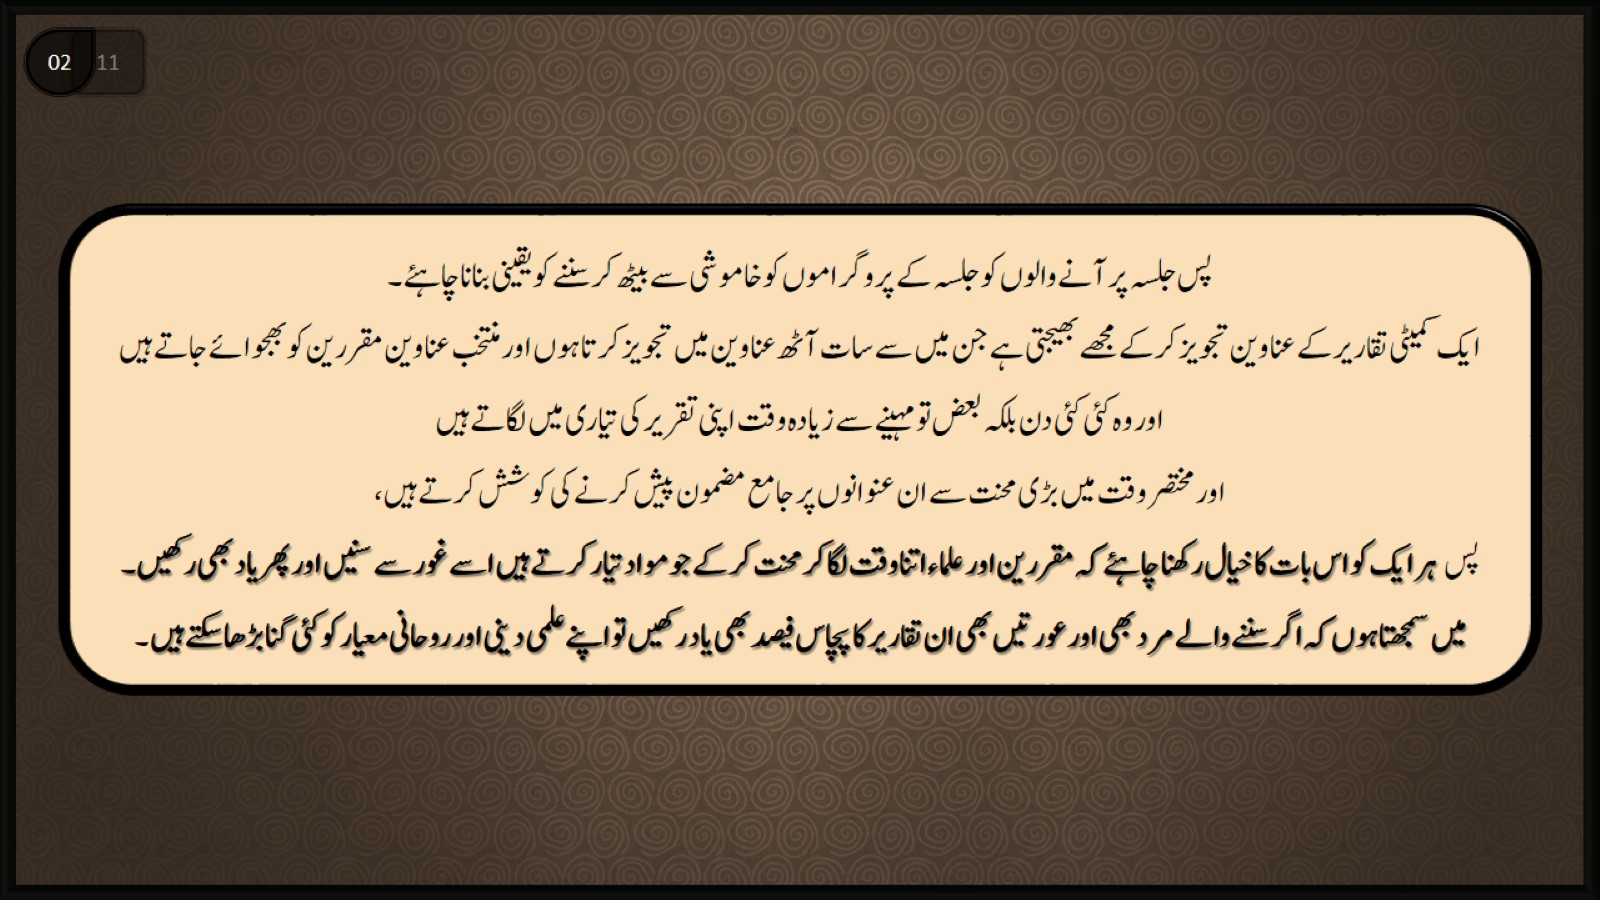 02 11
پس جلسہ پر آنے والوں کو جلسہ کے پروگراموں کو خاموشی سے بیٹھ کر سننے کو یقینی بنانا چاہئے۔
ایک کمیٹی تقاریر کے عناوین تجویز کر کے مجھے بھیجتی ہے جن میں سے سات آٹھ عناوین میں تجویز کرتا ہوں اور منتخب عناوین مقررین کو بھجوائے جاتے ہیں
اور وہ کئی کئی دن بلکہ بعض تو مہینے سے زیادہ وقت اپنی تقریر کی تیاری میں لگاتے ہیں
اور مختصر وقت میں بڑی محنت سے ان عنوانوں پر جامع مضمون پیش کرنے کی کوشش کرتے ہیں،
پس ہر ایک کو اس بات کا خیال رکھنا چاہئے کہ مقررین اور علماء اتنا وقت لگا کر محنت کر کے جو مواد تیار کرتے ہیں اسے غور سے سنیں اور پھر یاد بھی رکھیں۔
میں سمجھتا ہوں کہ اگر سننے والے مرد بھی اور عورتیں بھی ان تقاریر کا پچاس فیصد بھی یاد رکھیں تو اپنے علمی دینی اور روحانی معیار کو کئی گنا بڑھا سکتے ہیں۔